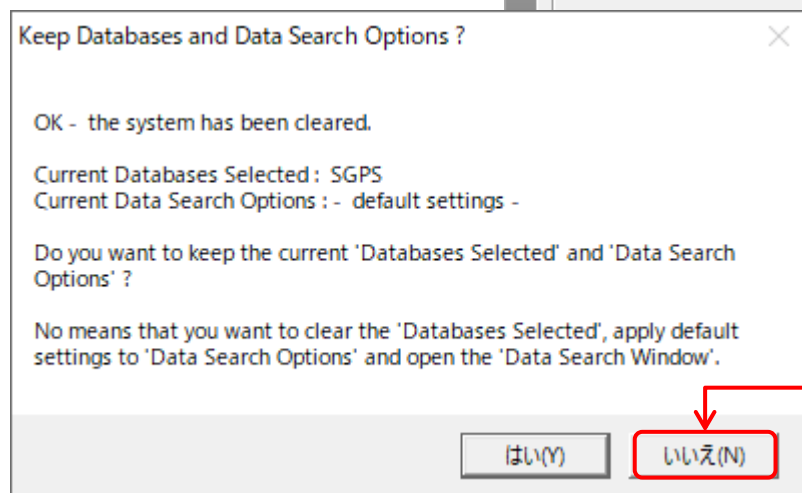 Keep Databases and Data Search Options ?
OK -  the system has been cleared.
Current Databases Selected :  SGPS
Current Data Search Options : -  default settings -
Do you want to keep the current 'Databases Selected' and 'Data Search
Options' ?
No means that you want to clear the 'Databases Selected', apply default
settings to 'Data Search Options' and open the 'Data Search Window'.
はい(Y)
いいえ(N)